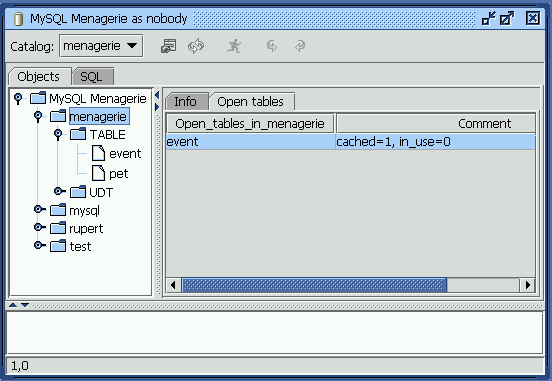 MySQL Menagerie as nobody
Catalog: menagerie
Objects SQL
MySQL Menagerie
menagerie
TABLE
event
pet
UDT
mysql
rupert
test
Info Open tables
Open_tables_in_menagerie Comment
event cached=1, in_use=0
1,0